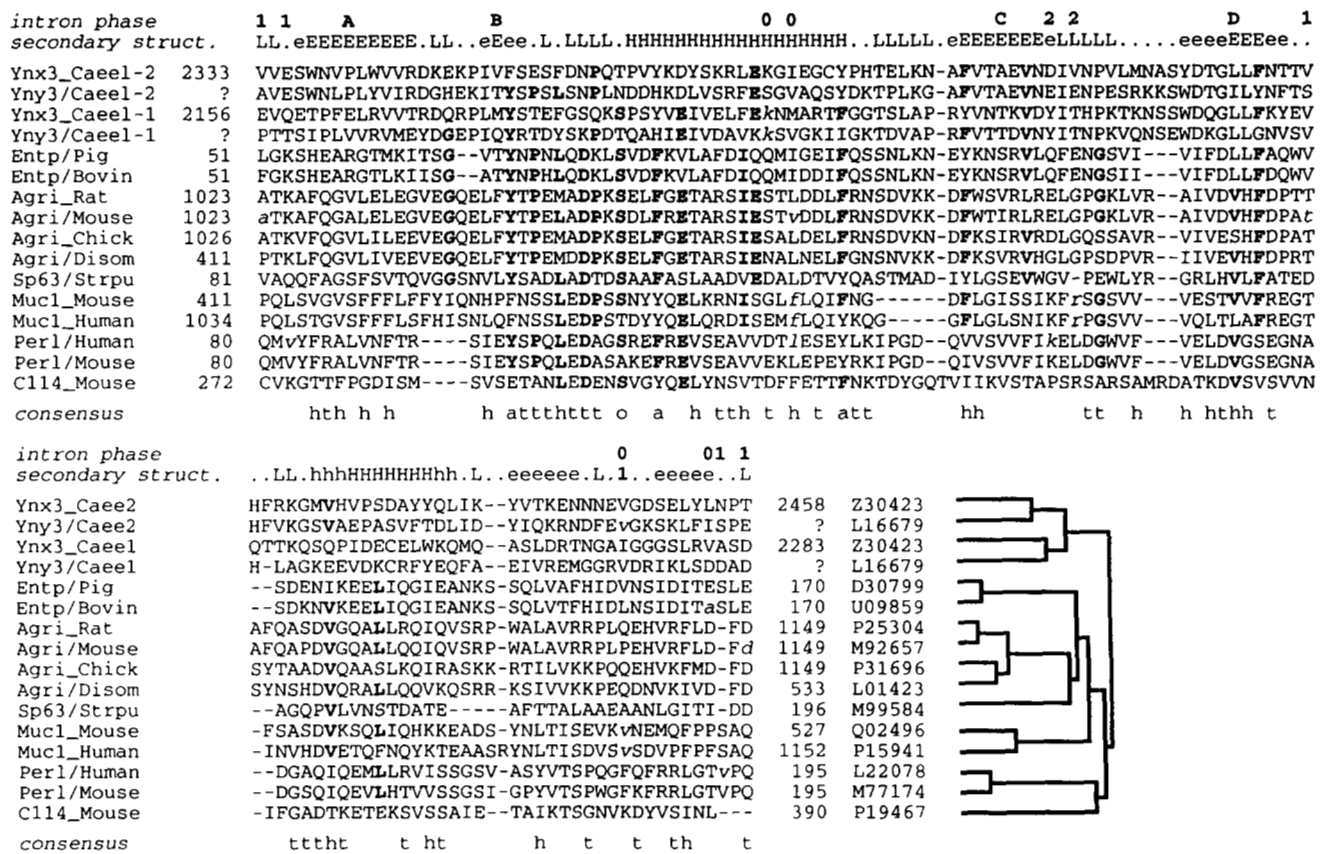 intron phase 1 1 A B 0 0 C 2 2 D 1
secondary struct. LL.eEEEEEEEEE.LL..eEee.L.LLLL.HHHHHHHHHHHHHHHHHH..LLLLL.eEEEEEEeLLLLL.....eeeeEEEee..
Ynx3_Cael-2 2333 VVESWNVPLWVVRDKEKPIVFSESFDNPQTPVYKDYSKRLEKGIEGCYPHTELKN-AFVTAEVNDIVNPVLMNASYDTGLLFNTTV
Yny3/Caeel-2 ? AVESWNLPLYVIRDGHEKITYSPSLSNPLNDDHKDLVSRFESGVAQSYDKTPLKG-AFVTAEVNEIENPESRKKSWDTGILYNFTS
Ynx3_Caeel-1 2156 EVQETPFELRVVTRDQRPLMYSTEFGSQKSPSYVEIVELFEkNMARTFGGTSLAP-RYVNTKVDYITHPKTKNSSWDQGLLFKYEV
Yny3/Caeel-1 ? PTTSIPLVVRVMEYDGEPIQYRTDYSKPDTQAHIEIVDAVKkSVGKIIGKTDVAP-RFVTTDVNYITNPKVQNSEWDKGLLGNVSV
Entp/Pig 51 LGKSHEARGTMKITSG--VTYNPNLQDKLSVDFKVLAFDIQQMIGEIFQSSNLKN-EYKNSRVLQFENGSVI---VIFDLLFAQWV
Entp/Bovin 51 FGKSHEARGTLKIISG--ATYNPHLQDKLSVDFKVLAFDIQQMIDDIFQSSNLKN-EYKNSRVLQFENGSII---VIFDLLFDQWV
Agri_Rat 1023 ATKAFQGVLELEGVEGQELFYTPEMADPKSELFGETARSIESTLDDLFRNSDVKK-DFWSVRLRELGPGKLVR--AIVDVHFDPTT
Agri/Mouse 1023 aTKAFQGALELEGVEGQELFYTPELADPKSDLFRETARSIESTvDDLFRNSDVKK-DFWTIRLRELGPGKLVR--AIVDVHFDPAt
Agri_Chick 1026 ATKVFQGVLILEEVEGQELFYTPEMADPKSELFGETARSIESALDELFRNSDVKN-DFKSIRVRDLGQSSAVR--VIVESHFDPAT
Agri/Disom 411 PTKLFQGVLIVEEVEGQELFYTPEMDDPKSELFGETARSIENALNELFGNSDVKK-DFKSVRVHGLGPSDPVR--IIVEVHFDPRT
Sp63/Strpu 81 VAQQFAGSFSVTQVGGSNVLYSADLADTDSAAFASLAADVEDALDTVYQASTMAD-IYLGSEVWGV-PEWLYR--GRLHVLFATED
Muc1_Mouse 411 PQLSVGVSFFFLFFYIQNHPFNSSLEDPSSNYYQELKRNISGLfLQIFNG------DFLGISSIKFrSGSVV---VESTVVFREGT
Muc1_Human 1034 PQLSTGVSFFFLSFHISNLQFNSSLEDPSTDYYQELQRDISEMfLQIYKQG-----GFLGLSNIKFrPGSVV---VQLTLAFREGT
Perl/Human 80 QMvYFRALVNFTR----SIEYSPQLEDAGSREFREVSEAVVDTlESEYLKIPGD--QVVSVVFIkELDGWVF---VELDVGSEGNA
Perl/Mouse 80 QMVYFRALVNFTR----SIEYSPQLEDASAKEFREVSEAVVEKLEPEYRKIPGD--QIVSVVFIKELDGWVF---VELDVGSEGNA
C114_Mouse 272 CVKGTTFPGDISM----SVSETANLEDENSVGYQELYNSVTDFFETTFNKTDYGQTVIIKVSTAPSRSARSAMRDATKDVSVSVVN
consensus hth h h h attthttt o a h tth t h t att hh tt h h hthh t
intron phase 0 01 1
secondary struct. ..LL.hhhHHHHHHHhh.L...eeeeee.L.1..eeeee...L
Ynx3_Caee2 HFRKGMVHVPSDAYYQLIK--YVTKENNNEVGDSELYLNPT 2458 Z30423
Yny3/Caee2 HFVKGSVAEPASVFTDLID--YIQKRNDFEvGKSKLFISPE ? L16679
Ynx3_Caee1 QTTKQSQPIDECELWKQMQ--ASLDRTNGAIGGGSLRVASD 2283 Z30423
Yny3/Caee1 H-LAGKEEVDKCRFYEQFA--EIVREMGGRVDRIKLSDDAD ? L16679
Entp/Pig --SDENIKEELIQGIEANKS-SQLVAFHIDVNSIDITESLE 170 D30799
Entp/Bovin --SDKNVKEELIQGIEANKS-SQLVTFHIDLNSIDITaSLE 170 U09859
Agri_Rat AFQASDVGQALLRQIQVSRP-WALAVRRPLQEHVRFLD-FD 1149 P25304
Agri/Mouse AFQAPDVGQALLQQIQVSRP-WALAVRRPLPEHVRFLD-Fd 1149 M92657
Agri_Chick SYTAADVQAASLKQIRASKK-RTILVKKPQQEHVKFMD-FD 1149 P31696
Agri/Disom SYNSHDVQRALLQQVKQSRR-KSIVVKKPEQDNVKIVD-FD 533 L01423
Sp63/Strpu --AGQPVLVNSTDATE-----AFTTALAAEAANLGITI-DD 196 M99584
Muc1_Mouse -FSASDVKSQLIQHKKEADS-YNLTISEVKvNEMQFPPSAQ 527 Q02496
Muc1_Human -INVHDVETQFNQYKTEAASRYNLTISDVSvSDVPFPFSAQ 1152 P15941
Perl/Human --DGAQIQEMLLRVISSGSV-ASYVTSPQGFQFRRLGTvPQ 195 L22078
Perl/Mouse --DGSQIQEVLHTVVSSGSI-GPYVTSPWGFKFRRLGTVPQ 195 M77174
C114_Mouse -IFGADTKETEKSVSSAIE--TAIKTSGNVKDYVSINL--- 390 P19467
consensus tttht t ht h t t th t